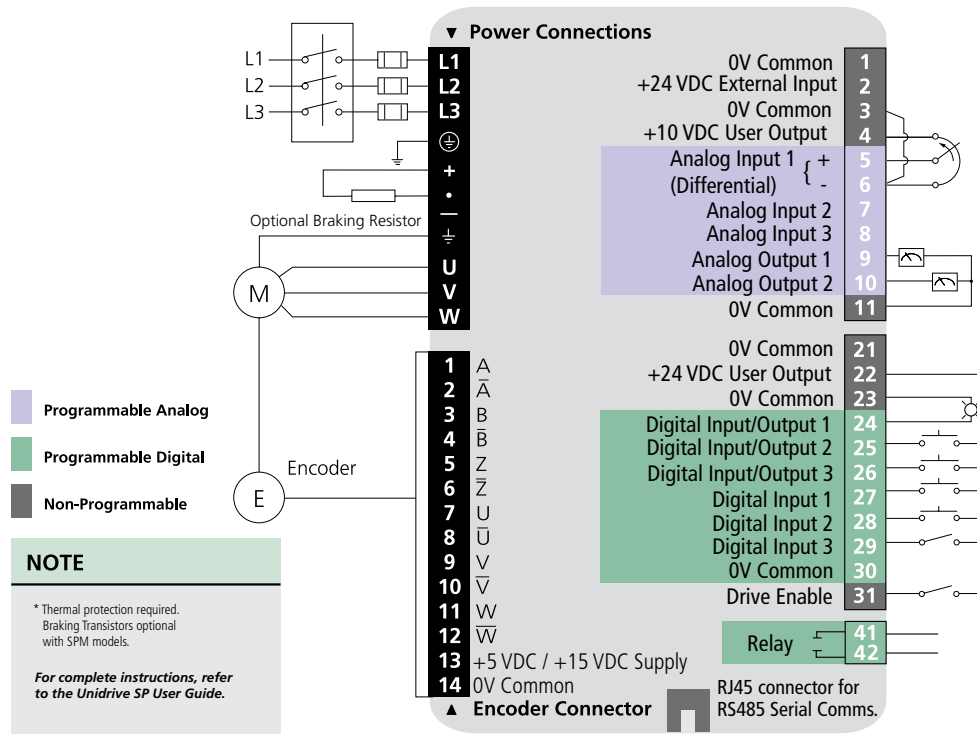 ▼ Power Connections
L1
L2
L3
L1
L2
L3
+
•
—
Optional Braking Resistor
U
V
W
M
E
Encoder
0V Common 1
+24 VDC External Input 2
0V Common 3
+10 VDC User Output 4
Analog Input 1 { + 5
(Differential) - 6
Analog Input 2 7
Analog Input 3 8
Analog Output 1 9
Analog Output 2 10
0V Common 11
0V Common 21
+24 VDC User Output 22
0V Common 23
Digital Input/Output 1 24
Digital Input/Output 2 25
Digital Input/Output 3 26
Digital Input 1 27
Digital Input 2 28
Digital Input 3 29
0V Common 30
Drive Enable 31
Relay 41
42
1 A
2 A̅
3 B
4 B̅
5 Z
6 Z̅
7 U
8 U̅
9 V
10 V̅
11 W
12 W̅
13 +5 VDC / +15 VDC Supply
14 0V Common
▲ Encoder Connector
RJ45 connector for
RS485 Serial Comms.
Programmable Analog
Programmable Digital
Non-Programmable
NOTE
* Thermal protection required.
Braking Transistors optional
with SPM models.
For complete instructions, refer
to the Unidrive SP User Guide.